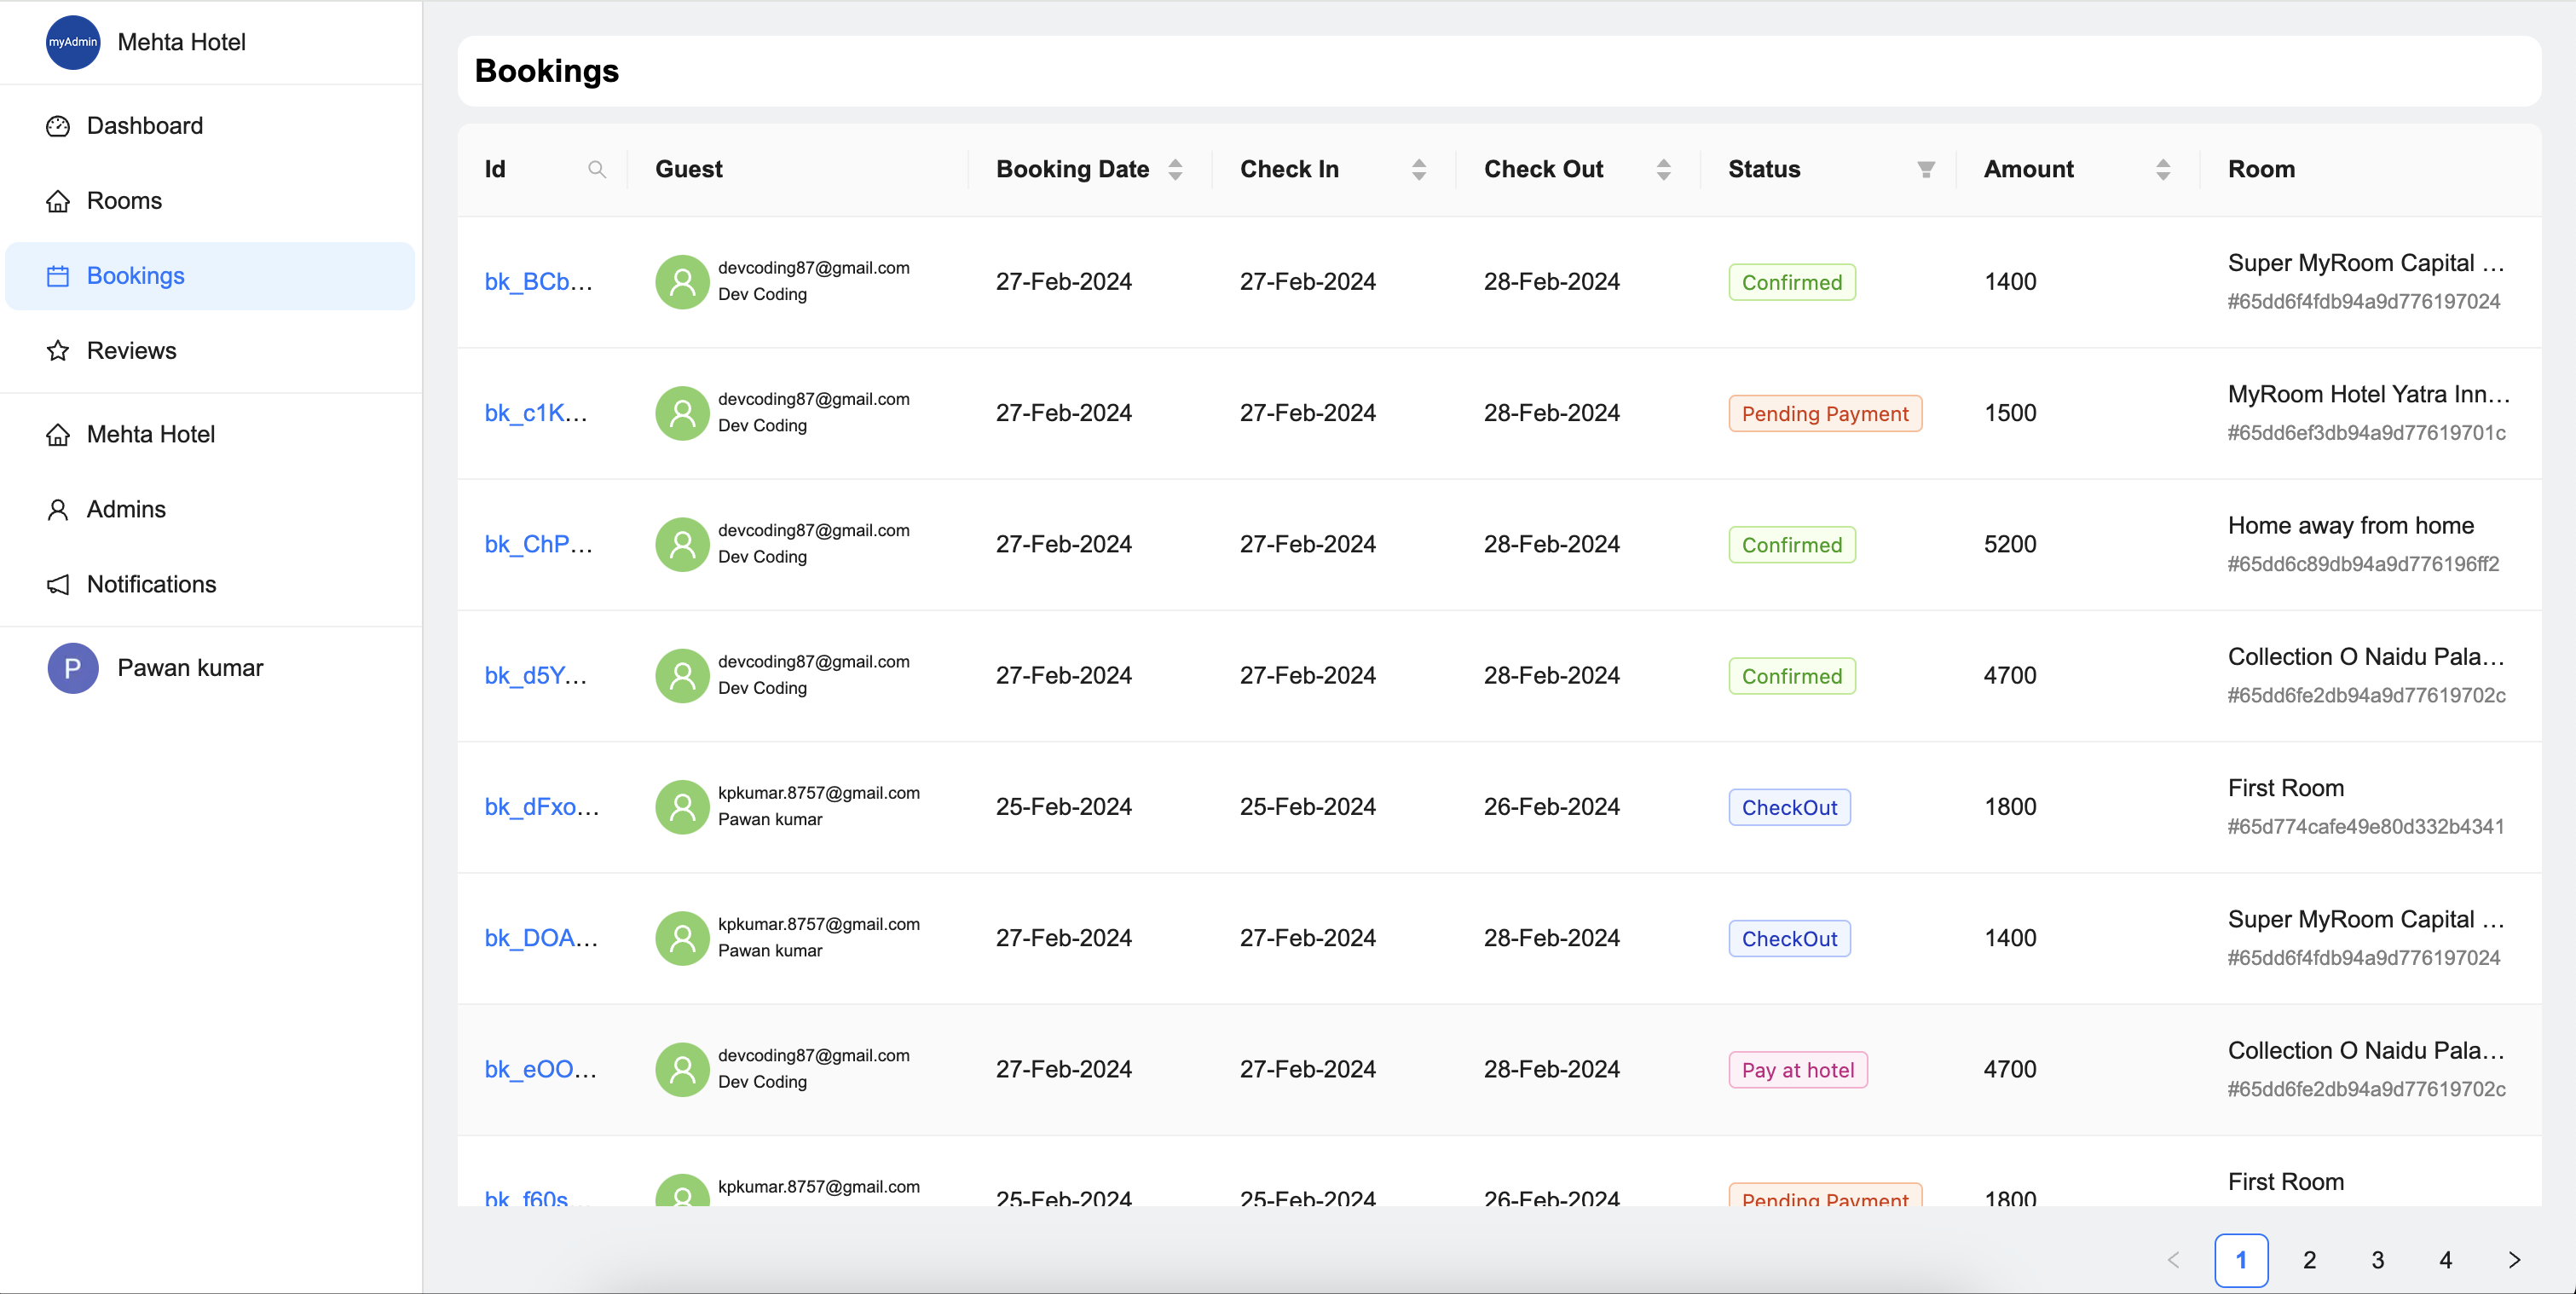 myAdmin Mehta Hotel
Dashboard
Rooms
Bookings
Reviews
Mehta Hotel
Admins
Notifications
P Pawan kumar
Bookings
Id Guest Booking Date Check In Check Out Status Amount Room
bk_BCb... devcoding87@gmail.com Dev Coding 27-Feb-2024 27-Feb-2024 28-Feb-2024 Confirmed 1400 Super MyRoom Capital ...
#65dd6f4fdb94a9d776197024
bk_c1K... devcoding87@gmail.com Dev Coding 27-Feb-2024 27-Feb-2024 28-Feb-2024 Pending Payment 1500 MyRoom Hotel Yatra Inn...
#65dd6ef3db94a9d77619701c
bk_ChP... devcoding87@gmail.com Dev Coding 27-Feb-2024 27-Feb-2024 28-Feb-2024 Confirmed 5200 Home away from home
#65dd6c89db94a9d776196ff2
bk_d5Y... devcoding87@gmail.com Dev Coding 27-Feb-2024 27-Feb-2024 28-Feb-2024 Confirmed 4700 Collection O Naidu Pala...
#65dd6fe2db94a9d77619702c
bk_dFxo... kpkumar.8757@gmail.com Pawan kumar 25-Feb-2024 25-Feb-2024 26-Feb-2024 CheckOut 1800 First Room
#65d774cafe49e80d332b4341
bk_DOA... kpkumar.8757@gmail.com Pawan kumar 27-Feb-2024 27-Feb-2024 28-Feb-2024 CheckOut 1400 Super MyRoom Capital ...
#65dd6f4fdb94a9d776197024
bk_eOO... devcoding87@gmail.com Dev Coding 27-Feb-2024 27-Feb-2024 28-Feb-2024 Pay at hotel 4700 Collection O Naidu Pala...
#65dd6fe2db94a9d77619702c
bk_f60s... kpkumar.8757@gmail.com 25-Feb-2024 25-Feb-2024 26-Feb-2024 Pending Payment 1800 First Room
< 1 2 3 4 >